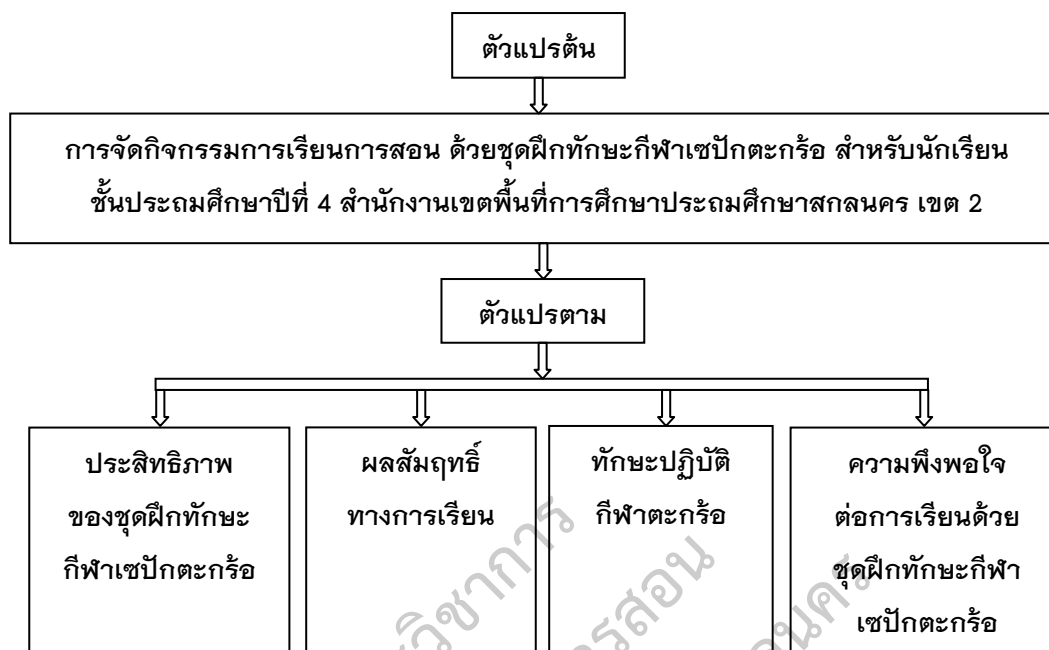 ตัวแปรต้น
การจัดกิจกรรมการเรียนการสอน ด้วยชุดฝึกทักษะกีฬาเซปักตะกร้อ สำหรับนักเรียน
ชั้นประถมศึกษาปีที่ 4 สำนักงานเขตพื้นที่การศึกษาประถมศึกษาสกลนคร เขต 2
ตัวแปรตาม
ประสิทธิภาพ
ของชุดฝึกทักษะ
กีฬาเซปักตะกร้อ
ผลสัมฤทธิ์
ทางการเรียน
ทักษะปฏิบัติ
กีฬาตะกร้อ
ความพึงพอใจ
ต่อการเรียนด้วย
ชุดฝึกทักษะกีฬา
เซปักตะกร้อ
วิชาการ